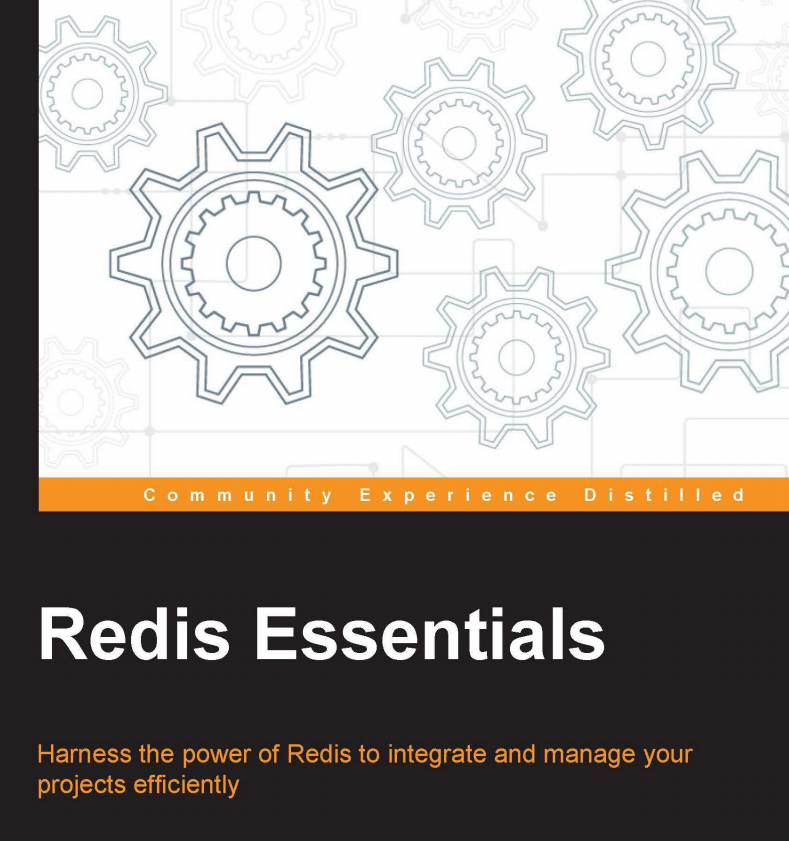 Community Experience Distilled
Redis Essentials
Harness the power of Redis to integrate and manage your
projects efficiently